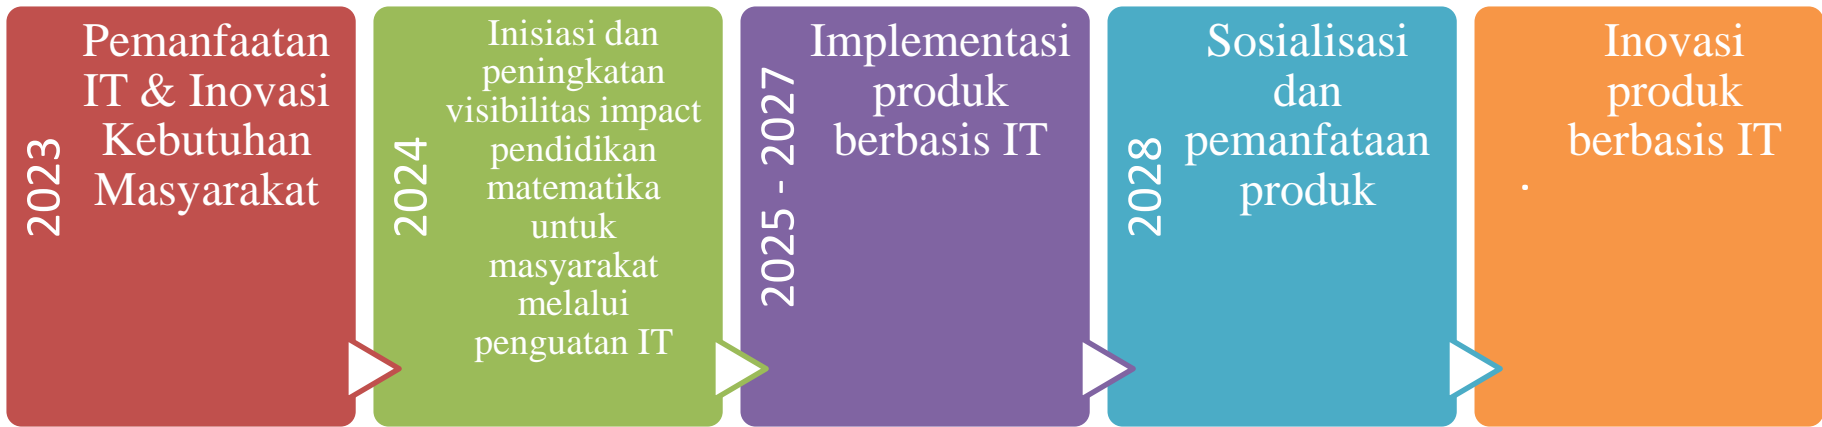 2023
Pemanfaatan
IT & Inovasi
Kebutuhan
Masyarakat
2024
Inisiasi dan
peningkatan
visibilitas impact
pendidikan
matematika
untuk
masyarakat
melalui
penguatan IT
2025 - 2027
Implementasi
produk
berbasis IT
2028
Sosialisasi
dan
pemanfataan
produk
.
Inovasi
produk
berbasis IT